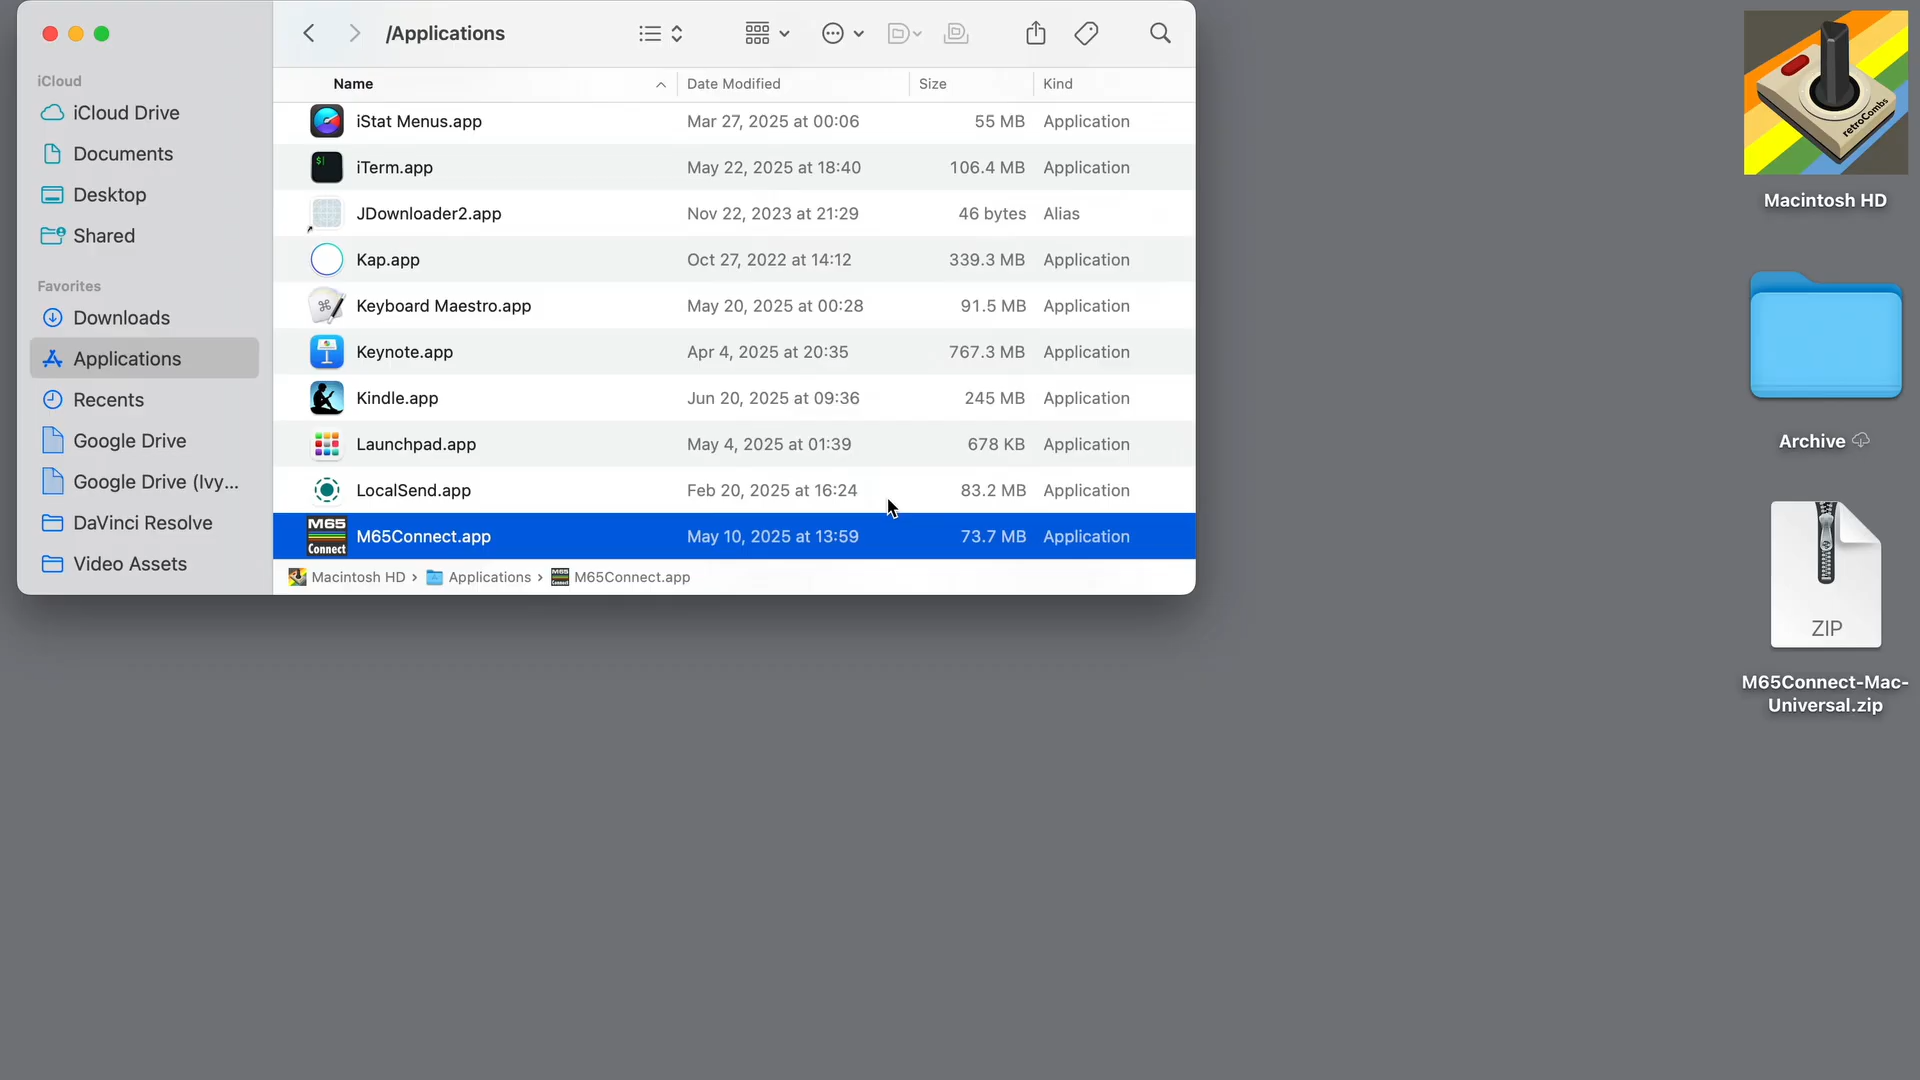 /Applications
iCloud
iCloud Drive
Documents
Desktop
Shared
Favorites
Downloads
Applications
Recents
Google Drive
Google Drive (Ivy...
DaVinci Resolve
Video Assets
Name Date Modified Size Kind
iStat Menus.app Mar 27, 2025 at 00:06 55 MB Application
$ iTerm.app May 22, 2025 at 18:40 106.4 MB Application
JDownloader2.app Nov 22, 2023 at 21:29 46 bytes Alias
Kap.app Oct 27, 2022 at 14:12 339.3 MB Application
Keyboard Maestro.app May 20, 2025 at 00:28 91.5 MB Application
Keynote.app Apr 4, 2025 at 20:35 767.3 MB Application
Kindle.app Jun 20, 2025 at 09:36 245 MB Application
Launchpad.app May 4, 2025 at 01:39 678 KB Application
LocalSend.app Feb 20, 2025 at 16:24 83.2 MB Application
M65 Connect M65Connect.app May 10, 2025 at 13:59 73.7 MB Application
Macintosh HD › Applications › M65Connect.app
retroCombs
Macintosh HD
Archive
ZIP
M65Connect-Mac-
Universal.zip